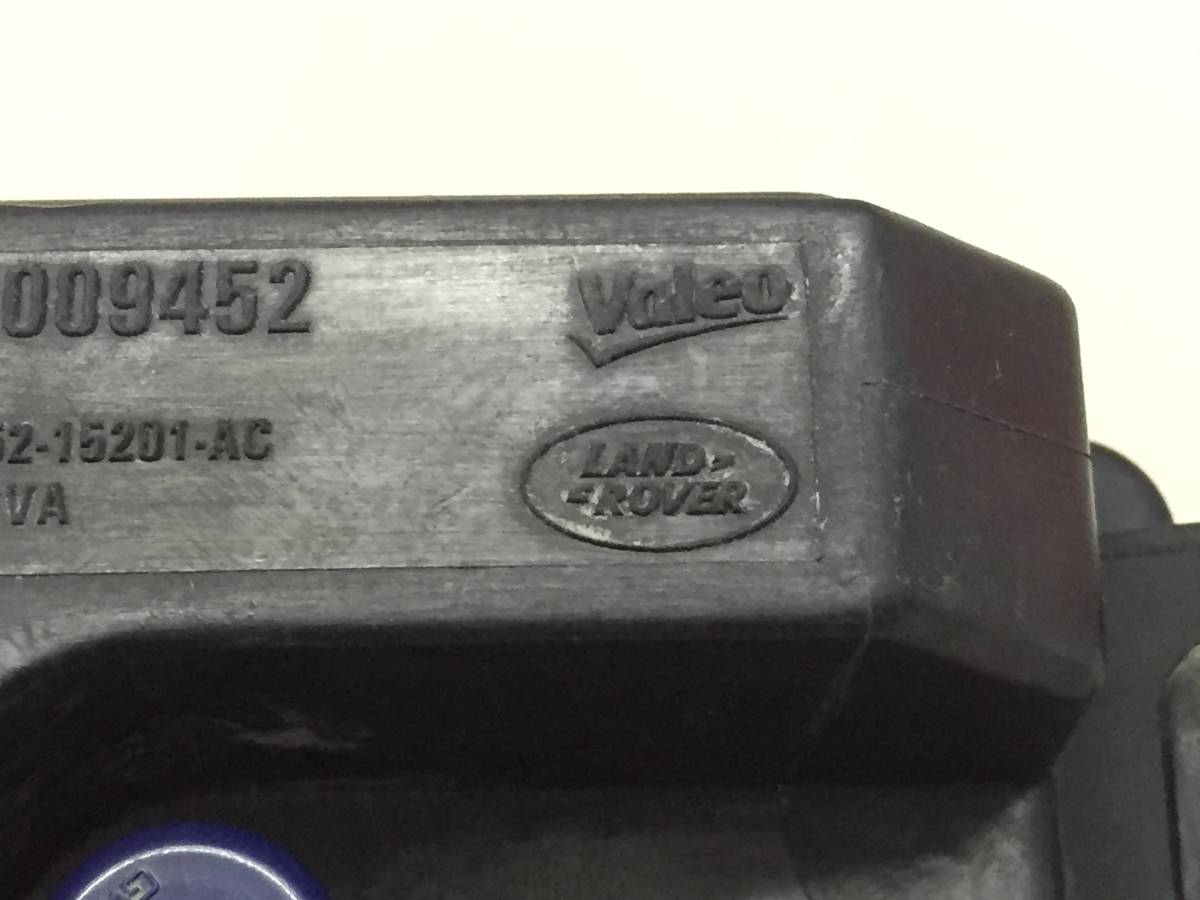 009452
Valeo
52-15201-AC
VA
LAND
ROVER